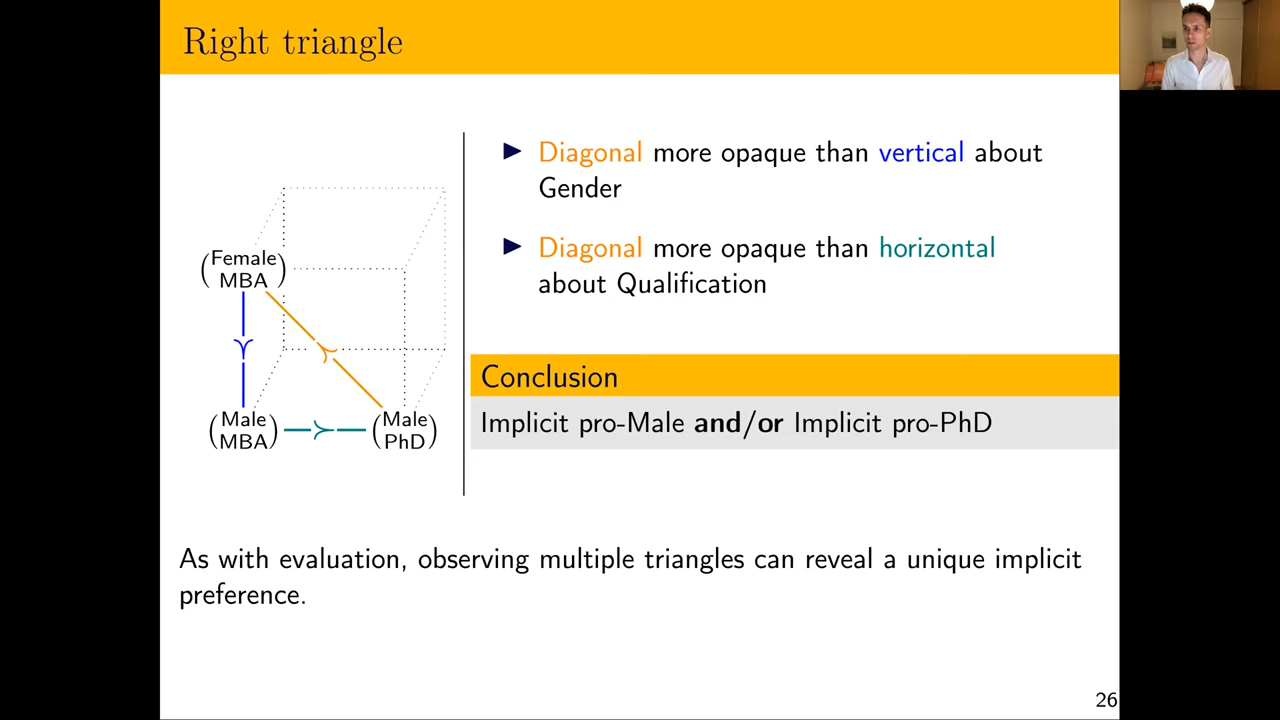 Right triangle
▶ Diagonal more opaque than vertical about
Gender
▶ Diagonal more opaque than horizontal
about Qualification
(Female
MBA)
(Male
MBA)
(Male
PhD)
Conclusion
Implicit pro-Male and/or Implicit pro-PhD
As with evaluation, observing multiple triangles can reveal a unique implicit
preference.
26